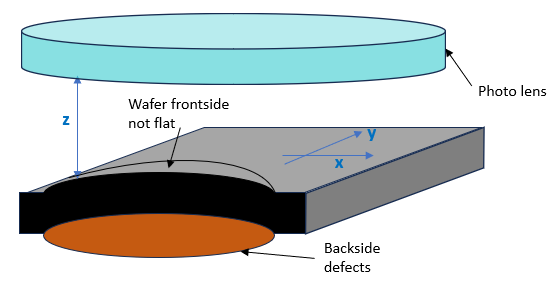 Photo lens
Wafer frontside
not flat
z
y
x
Backside
defects